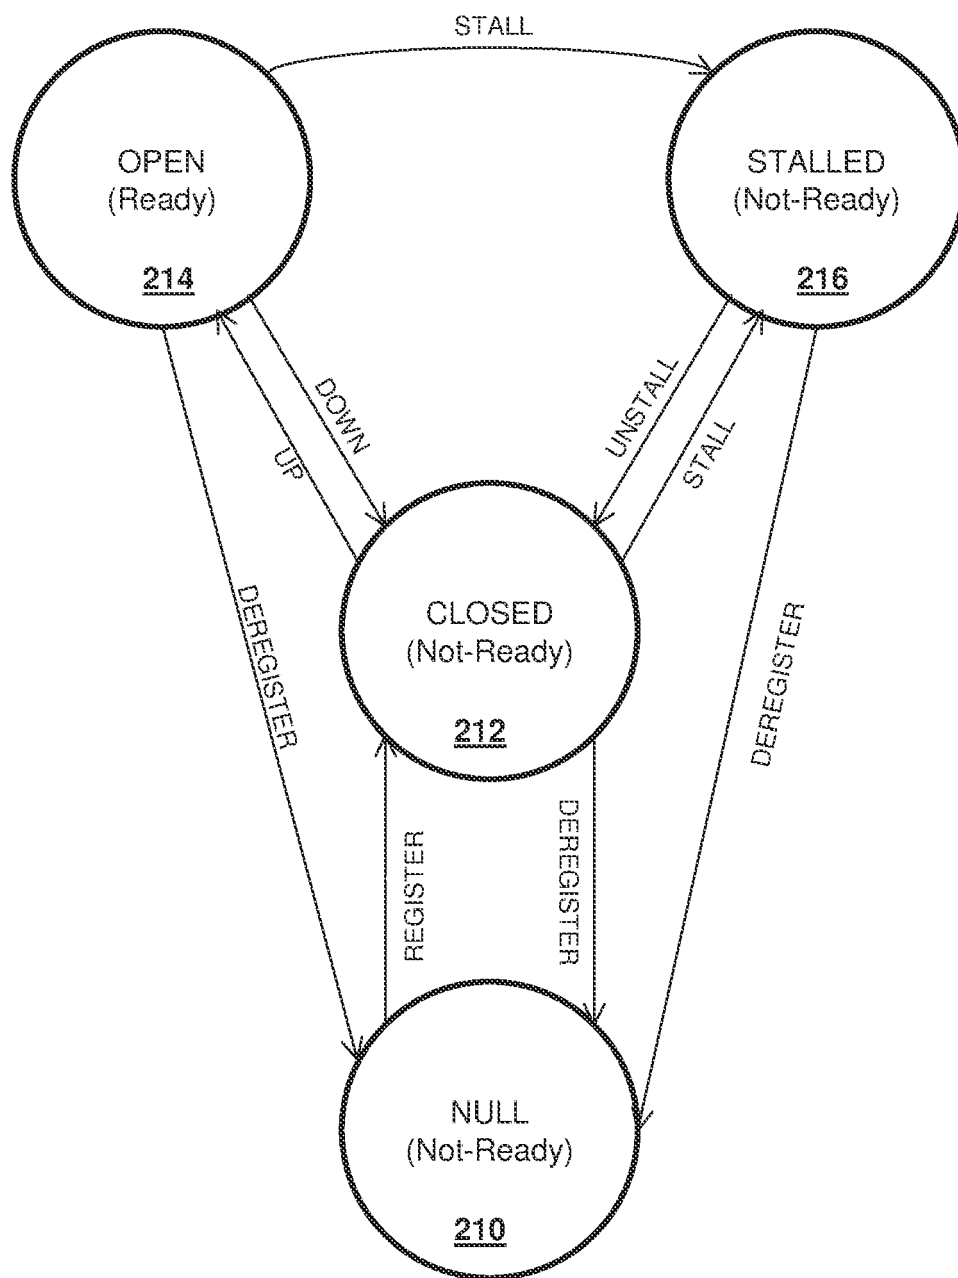 STALL
OPEN
(Ready)
214
STALLED
(Not-Ready)
216
DOWN
UP
UNSTALL
STALL
DEREGISTER
CLOSED
(Not-Ready)
212
DEREGISTER
REGISTER
DEREGISTER
NULL
(Not-Ready)
210